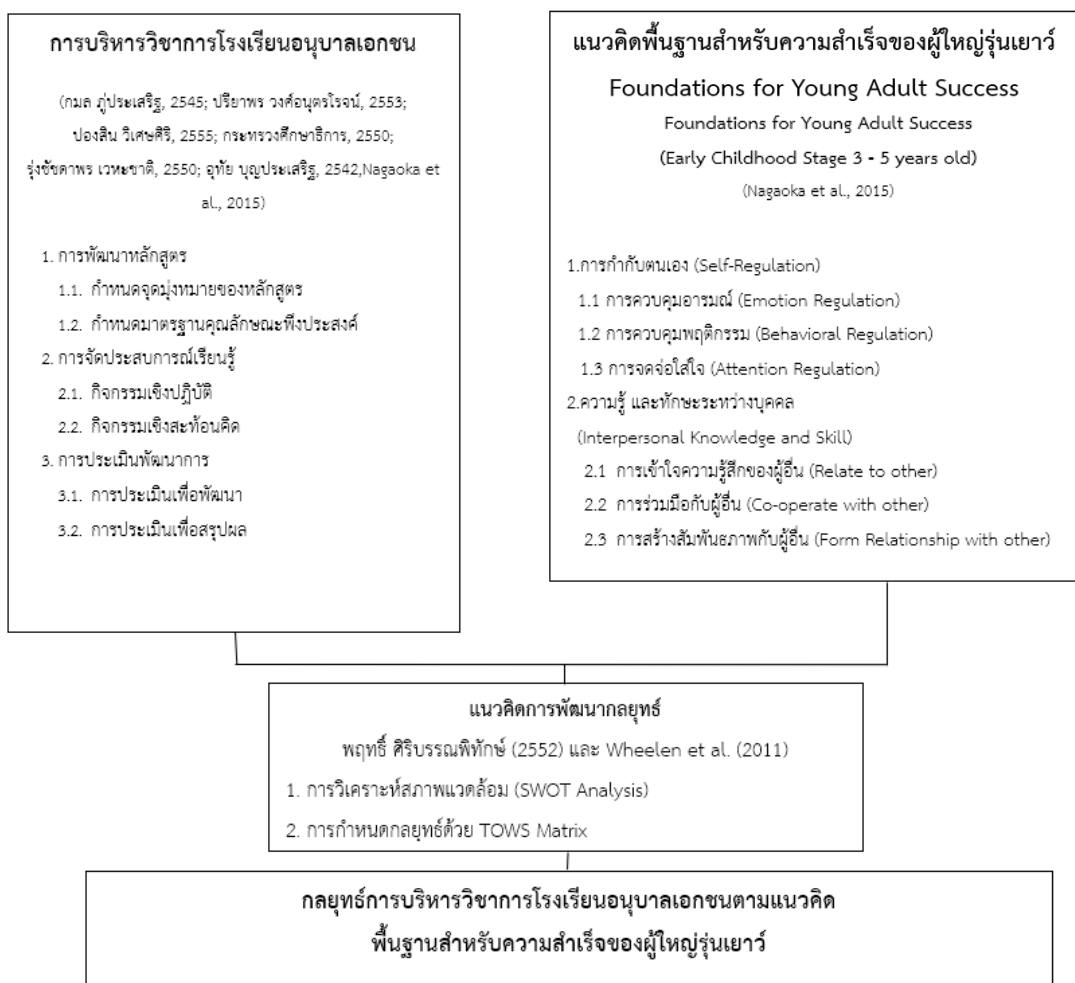 การบริหารวิชาการโรงเรียนอนุบาลเอกชน
(กมล ภู่ประเสริฐ, 2545; ปรียาพร วงศ์อนุตรโรจน์, 2553;
ปองสิน วิเศษศิริ, 2555; กระทรวงศึกษาธิการ, 2550;
รุ่งชัชดาพร เวหะชาติ, 2550; อุทัย บุญประเสริฐ, 2542,Nagaoka et
al., 2015)
1. การพัฒนาหลักสูตร
1.1. กำหนดจุดมุ่งหมายของหลักสูตร
1.2. กำหนดมาตรฐานคุณลักษณะพึงประสงค์
2. การจัดประสบการณ์เรียนรู้
2.1. กิจกรรมเชิงปฏิบัติ
2.2. กิจกรรมเชิงสะท้อนคิด
3. การประเมินพัฒนาการ
3.1. การประเมินเพื่อพัฒนา
3.2. การประเมินเพื่อสรุปผล
แนวคิดพื้นฐานสำหรับความสำเร็จของผู้ใหญ่รุ่นเยาว์
Foundations for Young Adult Success
Foundations for Young Adult Success
(Early Childhood Stage 3 - 5 years old)
(Nagaoka et al., 2015)
1.การกำกับตนเอง (Self-Regulation)
1.1 การควบคุมอารมณ์ (Emotion Regulation)
1.2 การควบคุมพฤติกรรม (Behavioral Regulation)
1.3 การจดจ่อใส่ใจ (Attention Regulation)
2.ความรู้ และทักษะระหว่างบุคคล
(Interpersonal Knowledge and Skill)
2.1 การเข้าใจความรู้สึกของผู้อื่น (Relate to other)
2.2 การร่วมมือกับผู้อื่น (Co-operate with other)
2.3 การสร้างสัมพันธภาพกับผู้อื่น (Form Relationship with other)
แนวคิดการพัฒนากลยุทธ์
พฤทธิ์ ศิริบรรณพิทักษ์ (2552) และ Wheelen et al. (2011)
1. การวิเคราะห์สภาพแวดล้อม (SWOT Analysis)
2. การกำหนดกลยุทธ์ด้วย TOWS Matrix
กลยุทธ์การบริหารวิชาการโรงเรียนอนุบาลเอกชนตามแนวคิด
พื้นฐานสำหรับความสำเร็จของผู้ใหญ่รุ่นเยาว์